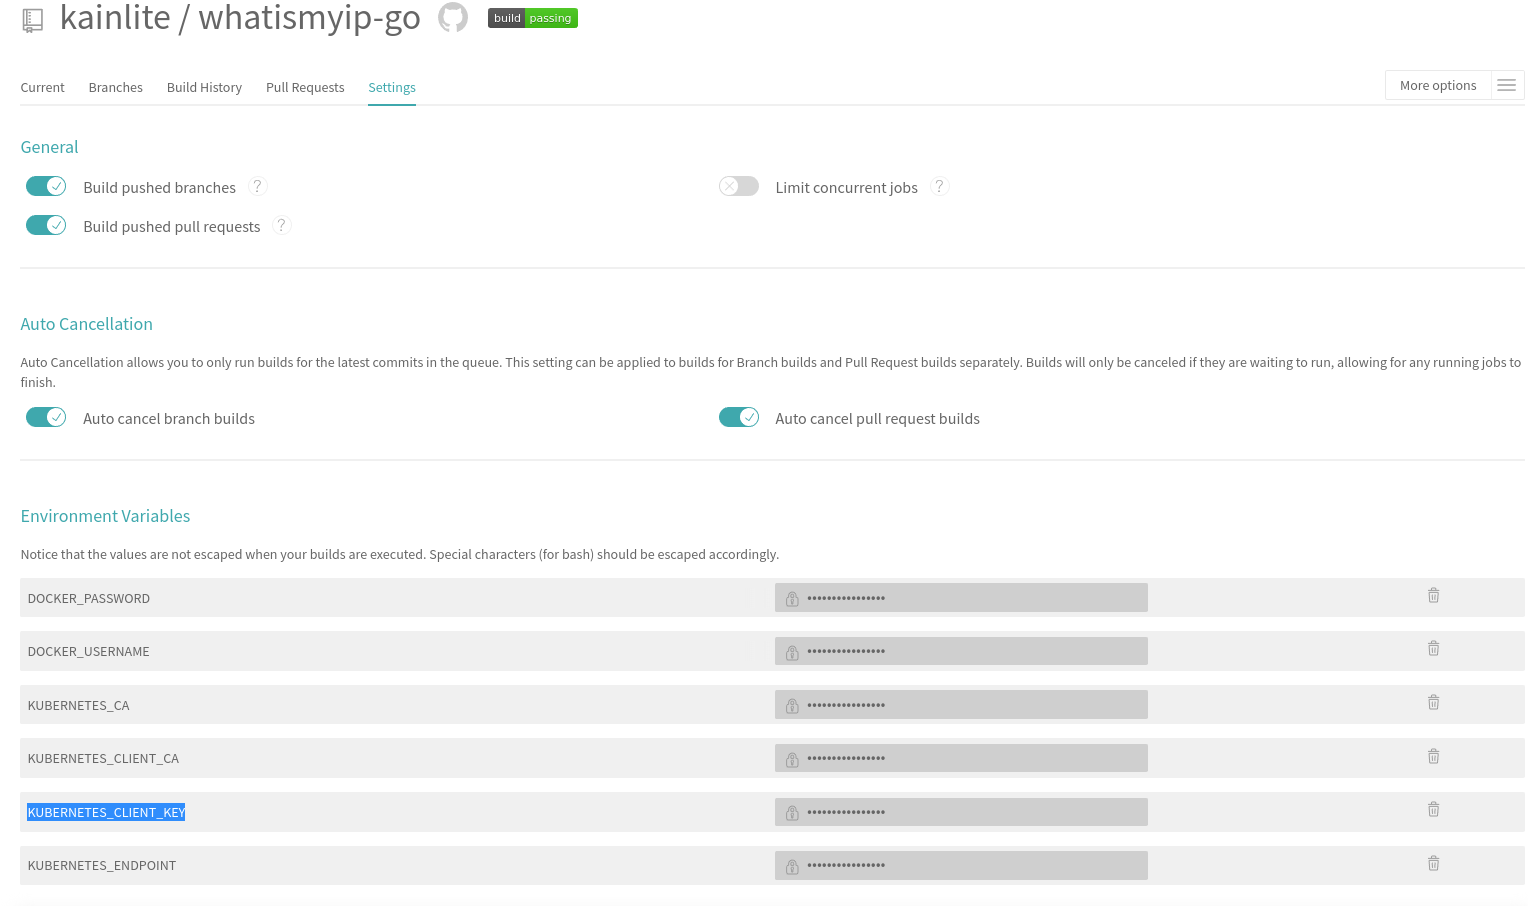 kainlite / whatismyip-go build passing
Current Branches Build History Pull Requests Settings More options
General
Build pushed branches ? Limit concurrent jobs ?
Build pushed pull requests ?
Auto Cancellation
Auto Cancellation allows you to only run builds for the latest commits in the queue. This setting can be applied to builds for Branch builds and Pull Request builds separately. Builds will only be canceled if they are waiting to run, allowing for any running jobs to
finish.
Auto cancel branch builds Auto cancel pull request builds
Environment Variables
Notice that the values are not escaped when your builds are executed. Special characters (for bash) should be escaped accordingly.
DOCKER_PASSWORD ••••••••••••••••
DOCKER_USERNAME ••••••••••••••••
KUBERNETES_CA ••••••••••••••••
KUBERNETES_CLIENT_CA ••••••••••••••••
KUBERNETES_CLIENT_KEY ••••••••••••••••
KUBERNETES_ENDPOINT ••••••••••••••••